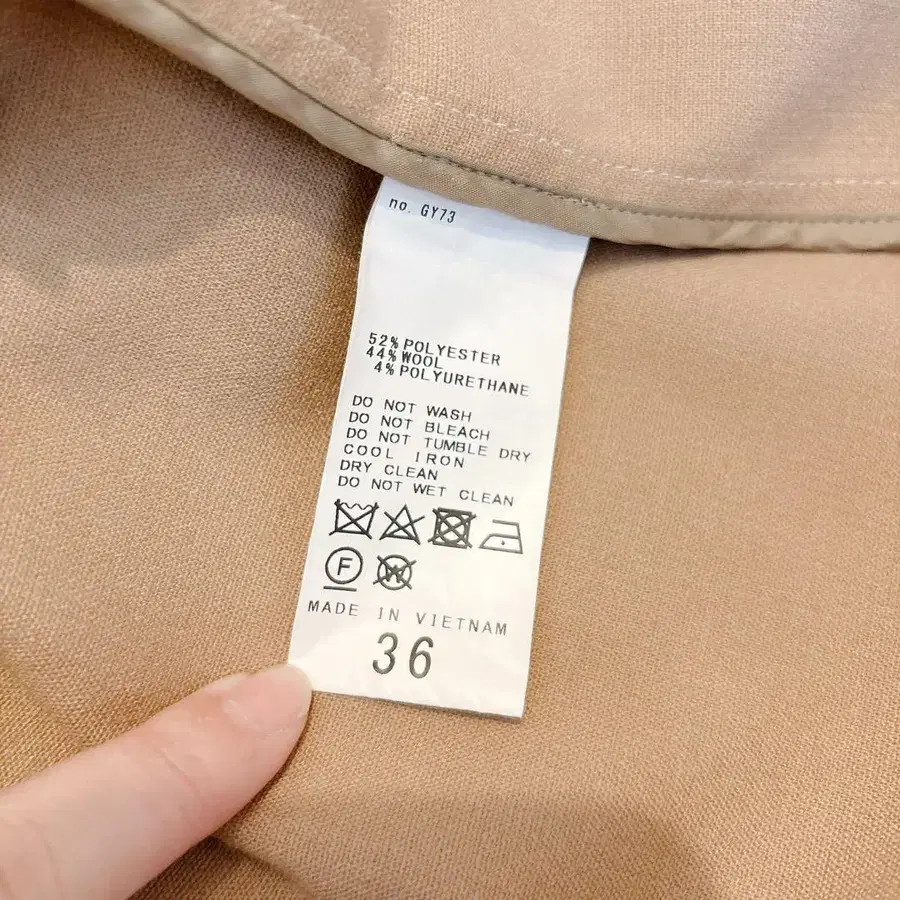 no. GY73
52% POLYESTER
44% WOOL
4% POLYURETHANE
DO NOT WASH
DO NOT BLEACH
DO NOT TUMBLE DRY
COOL IRON
DRY CLEAN
DO NOT WET CLEAN
F W
MADE IN VIETNAM
36